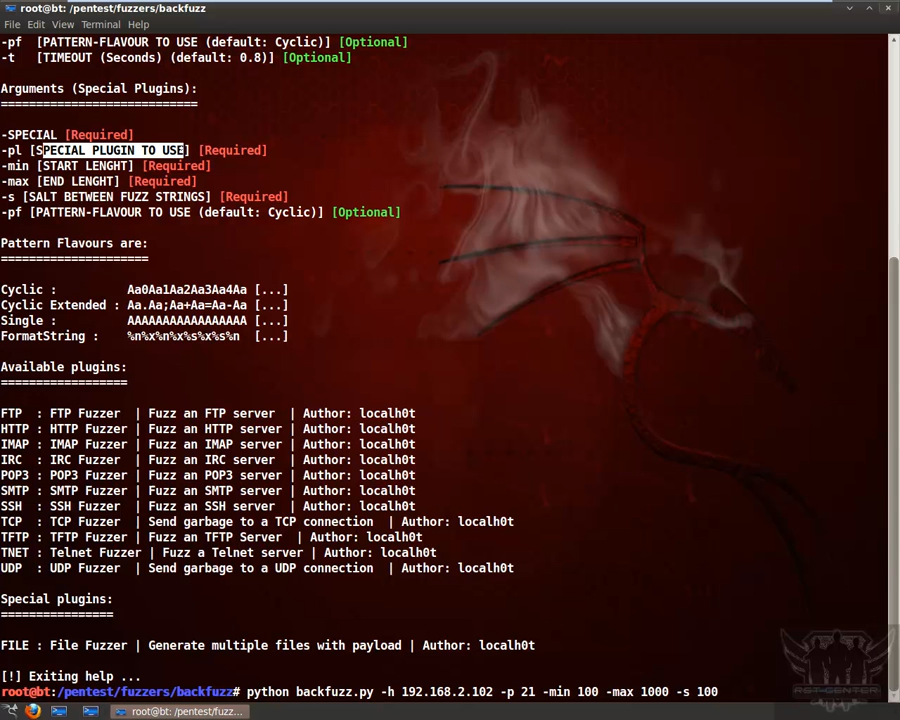 root@bt: /pentest/fuzzers/backfuzz
File Edit View Terminal Help
-pf [PATTERN-FLAVOUR TO USE (default: Cyclic)] [Optional]
-t [TIMEOUT (Seconds) (default: 0.8)] [Optional]
Arguments (Special Plugins):
============================
-SPECIAL [Required]
-pl [SPECIAL PLUGIN TO USE] [Required]
-min [START LENGHT] [Required]
-max [END LENGHT] [Required]
-s [SALT BETWEEN FUZZ STRINGS] [Required]
-pf [PATTERN-FLAVOUR TO USE (default: Cyclic)] [Optional]
Pattern Flavours are:
=====================
Cyclic : Aa0Aa1Aa2Aa3Aa4Aa [...]
Cyclic Extended : Aa.Aa;Aa+Aa=Aa-Aa [...]
Single : AAAAAAAAAAAAAAAAA [...]
FormatString : %n%x%n%x%s%x%s%n [...]
Available plugins:
==================
FTP : FTP Fuzzer | Fuzz an FTP server | Author: localh0t
HTTP : HTTP Fuzzer | Fuzz an HTTP server | Author: localh0t
IMAP : IMAP Fuzzer | Fuzz an IMAP server | Author: localh0t
IRC : IRC Fuzzer | Fuzz an IRC server | Author: localh0t
POP3 : POP3 Fuzzer | Fuzz an POP3 server | Author: localh0t
SMTP : SMTP Fuzzer | Fuzz an SMTP server | Author: localh0t
SSH : SSH Fuzzer | Fuzz an SSH server | Author: localh0t
TCP : TCP Fuzzer | Send garbage to a TCP connection | Author: localh0t
TFTP : TFTP Fuzzer | Fuzz an TFTP Server | Author: localh0t
TNET : Telnet Fuzzer | Fuzz a Telnet server | Author: localh0t
UDP : UDP Fuzzer | Send garbage to a UDP connection | Author: localh0t
Special plugins:
================
FILE : File Fuzzer | Generate multiple files with payload | Author: localh0t
[!] Exiting help ...
root@bt:/pentest/fuzzers/backfuzz# python backfuzz.py -h 192.168.2.102 -p 21 -min 100 -max 1000 -s 100
RST-CENTER
root@bt: /pentest/fuz...